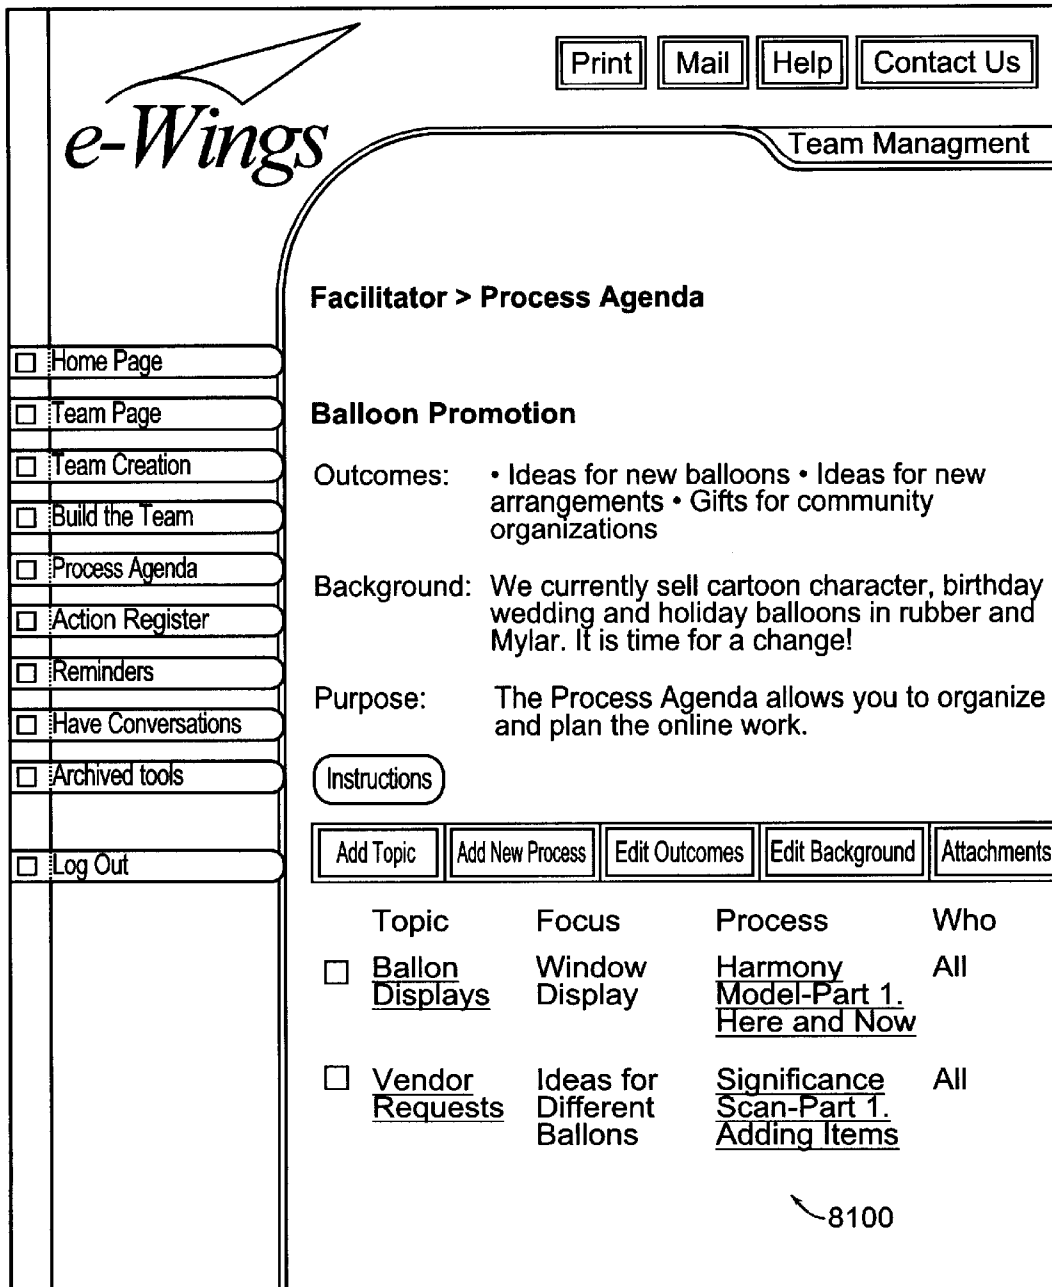 Print Mail Help Contact Us
e-Wings
Team Managment
Facilitator > Process Agenda
Home Page
Team Page
Team Creation
Build the Team
Process Agenda
Action Register
Reminders
Have Conversations
Archived tools
Log Out
Balloon Promotion
Outcomes: • Ideas for new balloons • Ideas for new
arrangements • Gifts for community
organizations
Background: We currently sell cartoon character, birthday
wedding and holiday balloons in rubber and
Mylar. It is time for a change!
Purpose: The Process Agenda allows you to organize
and plan the online work.
Instructions
Add Topic Add New Process Edit Outcomes Edit Background Attachments
Topic Focus Process Who
Ballon Window Harmony All
Displays Display Model-Part 1.
Here and Now
Vendor Ideas for Significance All
Requests Different Scan-Part 1.
Ballons Adding Items
8100